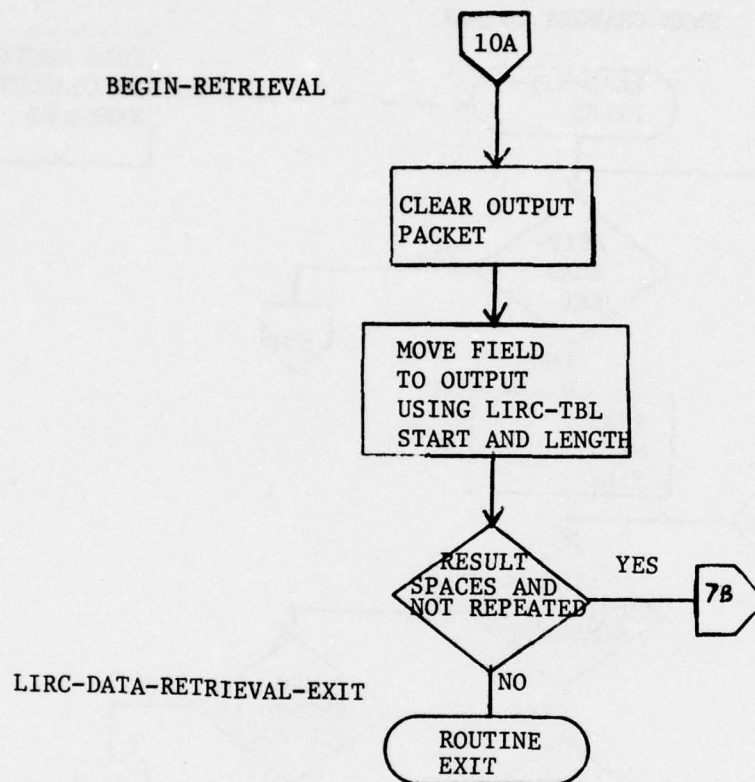 10A
BEGIN-RETRIEVAL
CLEAR OUTPUT
PACKET
MOVE FIELD
TO OUTPUT
USING LIRC-TBL
START AND LENGTH
RESULT
SPACES AND
NOT REPEATED
YES
7B
LIRC-DATA-RETRIEVAL-EXIT
NO
ROUTINE
EXIT